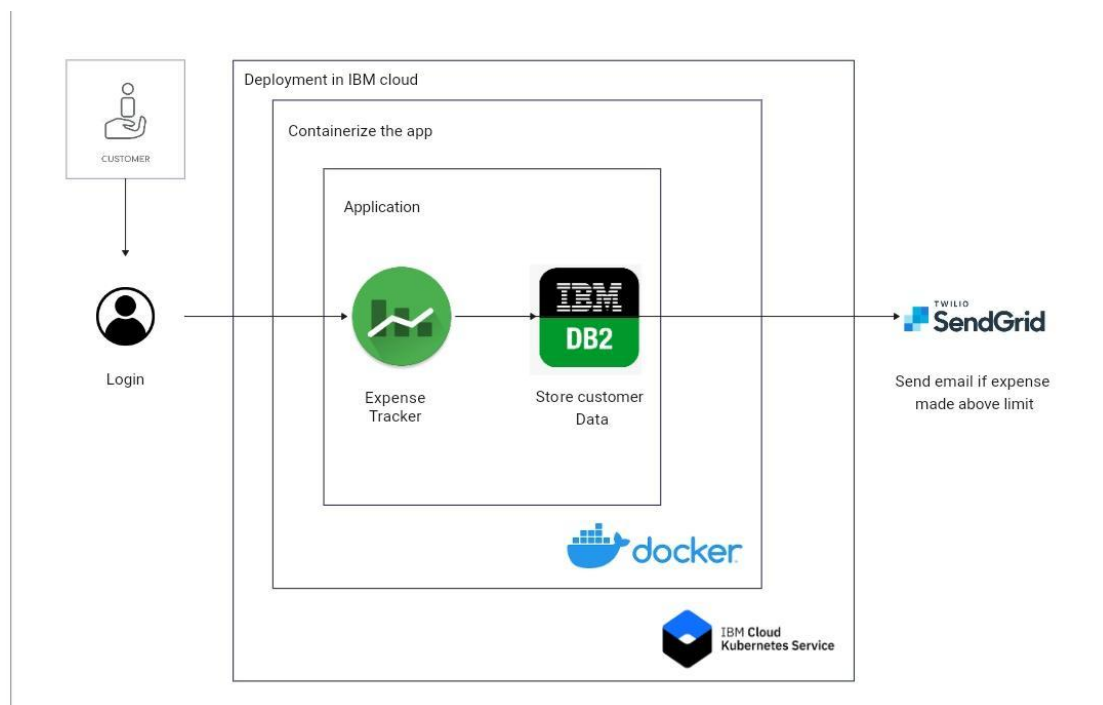 Deployment in IBM cloud
Containerize the app
CUSTOMER
Application
Login
Expense
Tracker
IBM
DB2
Store customer
Data
TWILIO
SendGrid
Send email if expense
made above limit
docker
IBM Cloud
Kubernetes Service